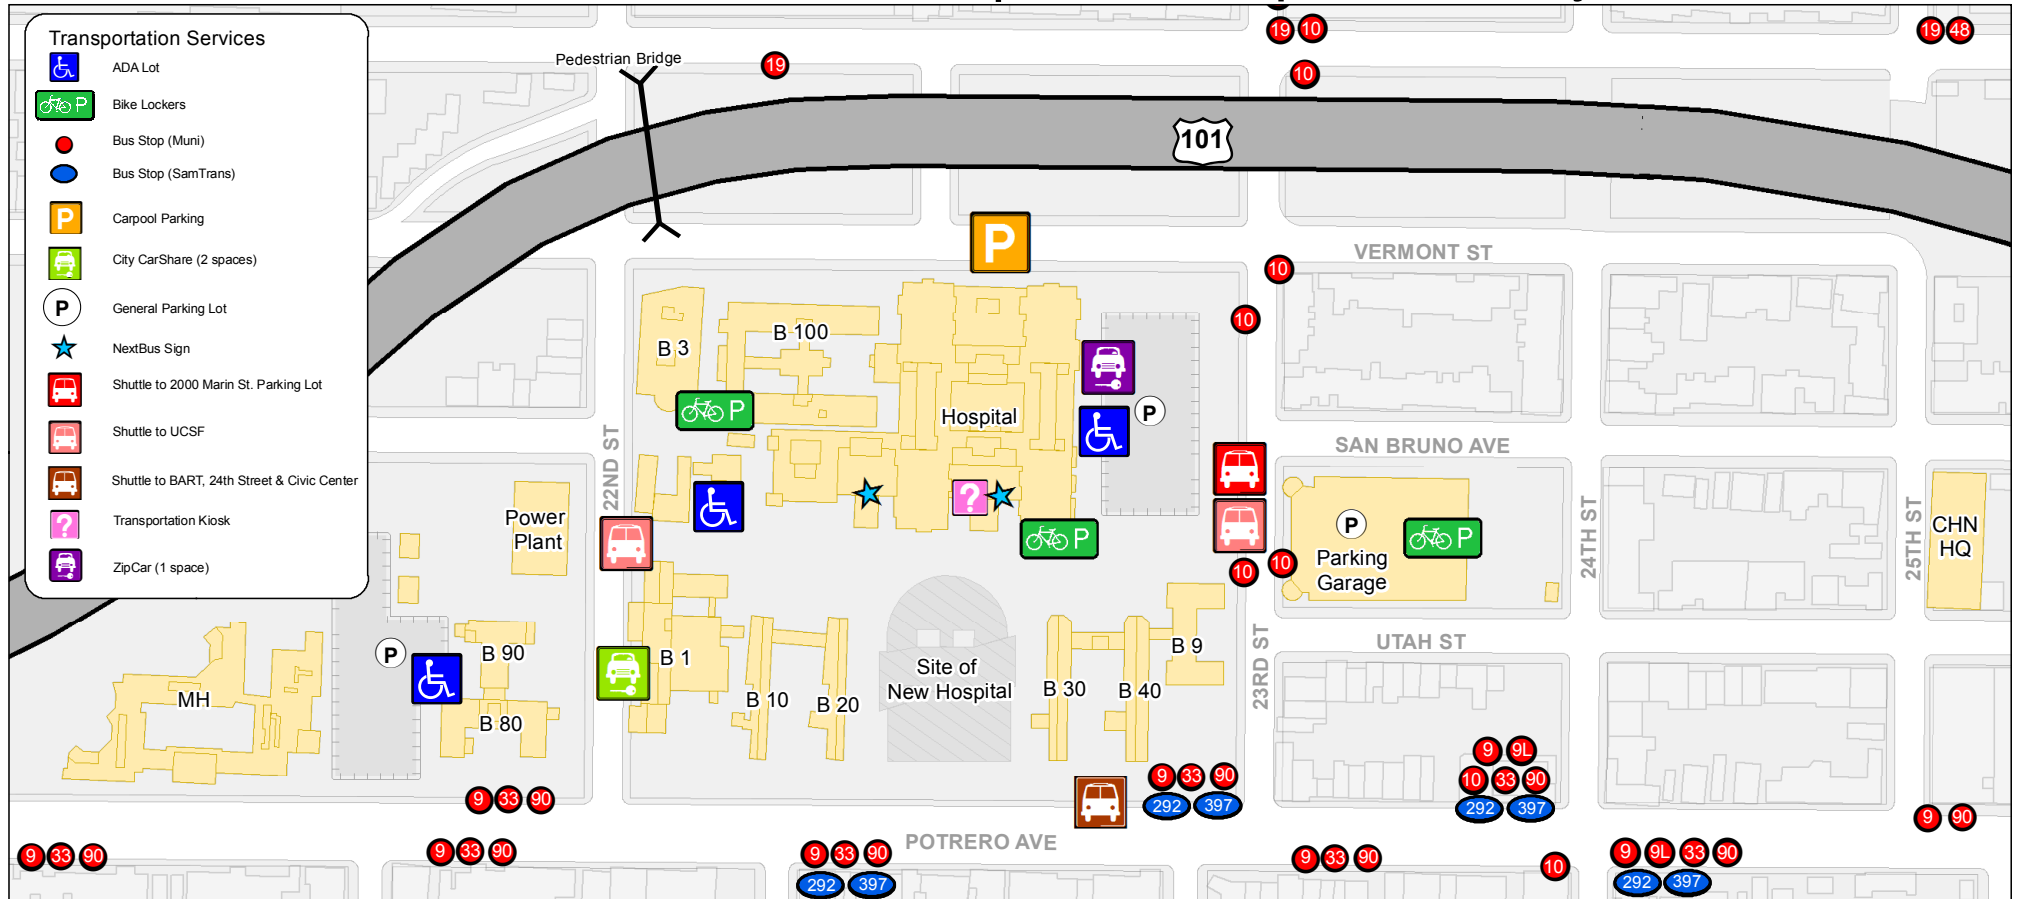 Transportation Services
ADA Lot
P
Bike Lockers
Bus Stop (Muni)
Bus Stop (SamTrans)
P
Carpool Parking
City CarShare (2 spaces)
P
General Parking Lot
NextBus Sign
Shuttle to 2000 Marin St. Parking Lot
Shuttle to UCSF
Shuttle to BART, 24th Street & Civic Center
?
Transportation Kiosk
ZipCar (1 space)
Pedestrian Bridge
19
19 10
10
19 48
101
P
VERMONT ST
10
10
B 3
B 100
P
Hospital
P
22ND ST
SAN BRUNO AVE
Power
Plant
?
P
P
P
Parking
Garage
24TH ST
25TH ST
CHN
HQ
10
10
P
MH
B 90
B 80
B 1
B 10
B 20
Site of
New Hospital
B 30
B 40
B 9
23RD ST
UTAH ST
9 33 90
9 33 90
292 397
9 9L
10 33 90
292 397
9 90
POTRERO AVE
9 33 90
9 33 90
9 33 90
292 397
9 33 90
10
9 9L 33 90
292 397